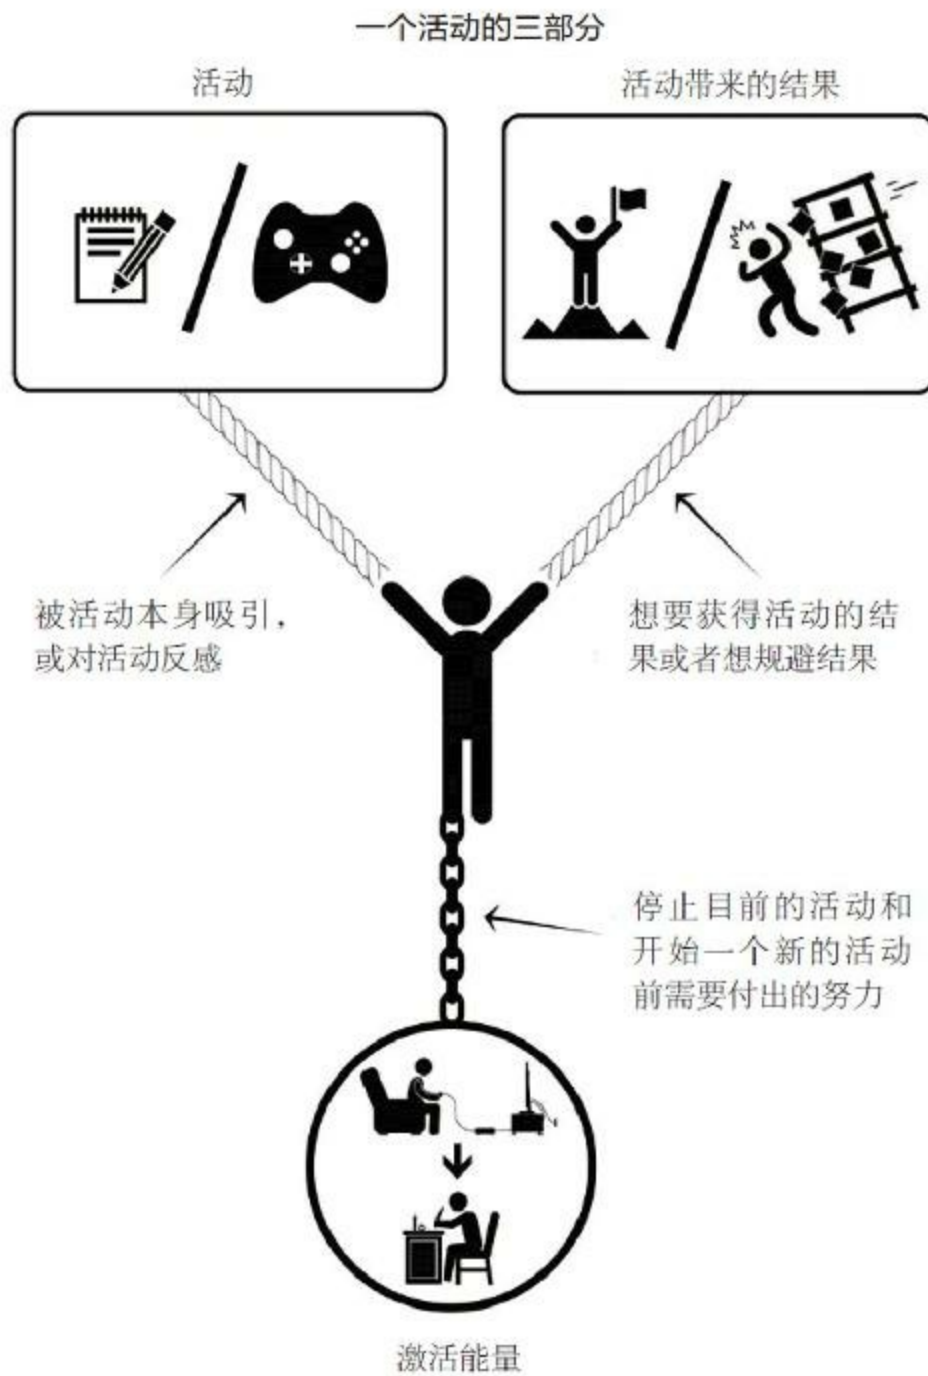 一个活动的三部分
活动
活动带来的结果
被活动本身吸引，
或对活动反感
想要获得活动的结
果或者想规避结果
停止目前的活动和
开始一个新的活动
前需要付出的努力
激活能量